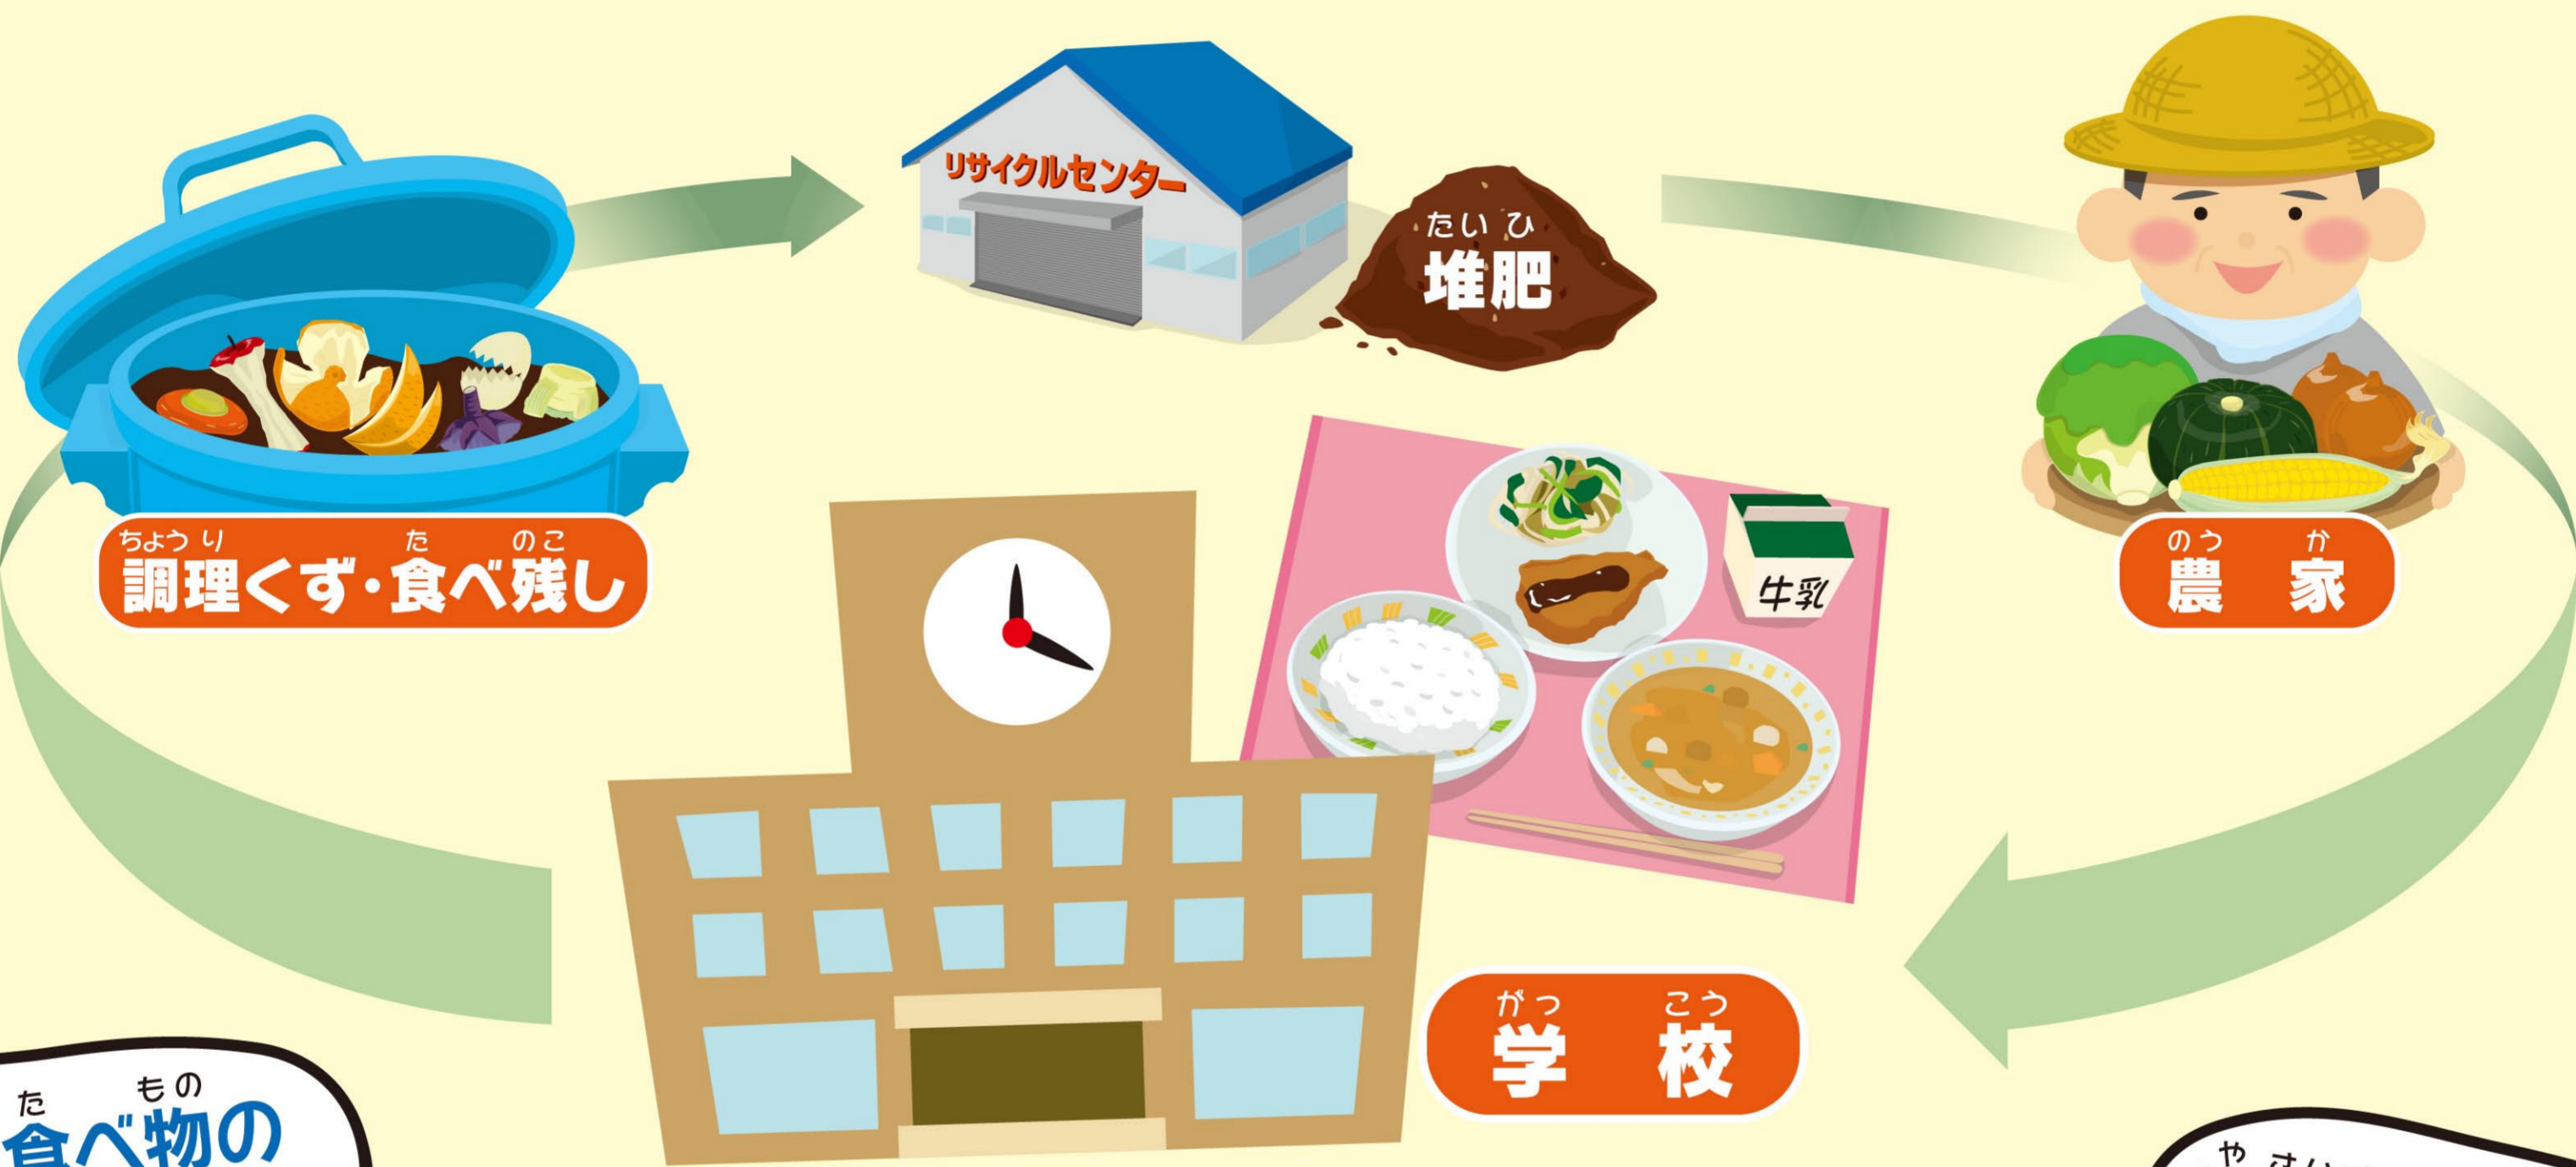 リサイクルセンター
たい ひ
堆肥
ちょう り た のこ
調理くず・食べ残し
牛乳
のう か
農 家
がっ こう
学 校
た もの
食べ物の
や